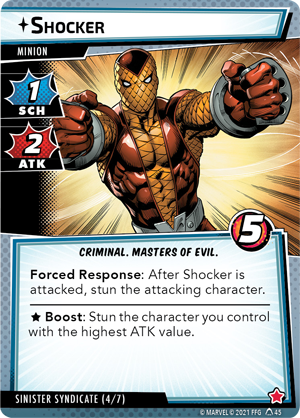 SHOCKER
MINION
1
SCH
2
ATK
5
CRIMINAL. MASTERS OF EVIL.
Forced Response: After Shocker is
attacked, stun the attacking character.
★ Boost: Stun the character you control
with the highest ATK value.
SINISTER SYNDICATE (4/7)
© MARVEL © 2021 FFG 45